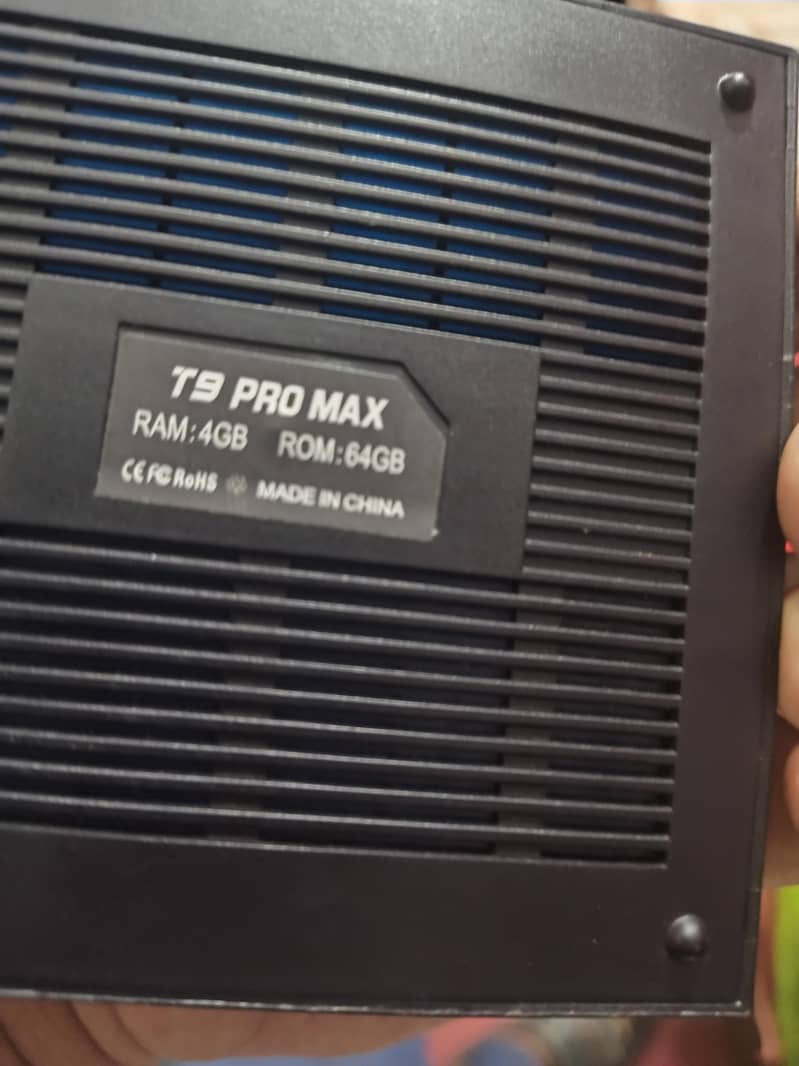 T9 PRO MAX
RAM:4GB ROM:64GB
CE FC RoHS MADE IN CHINA